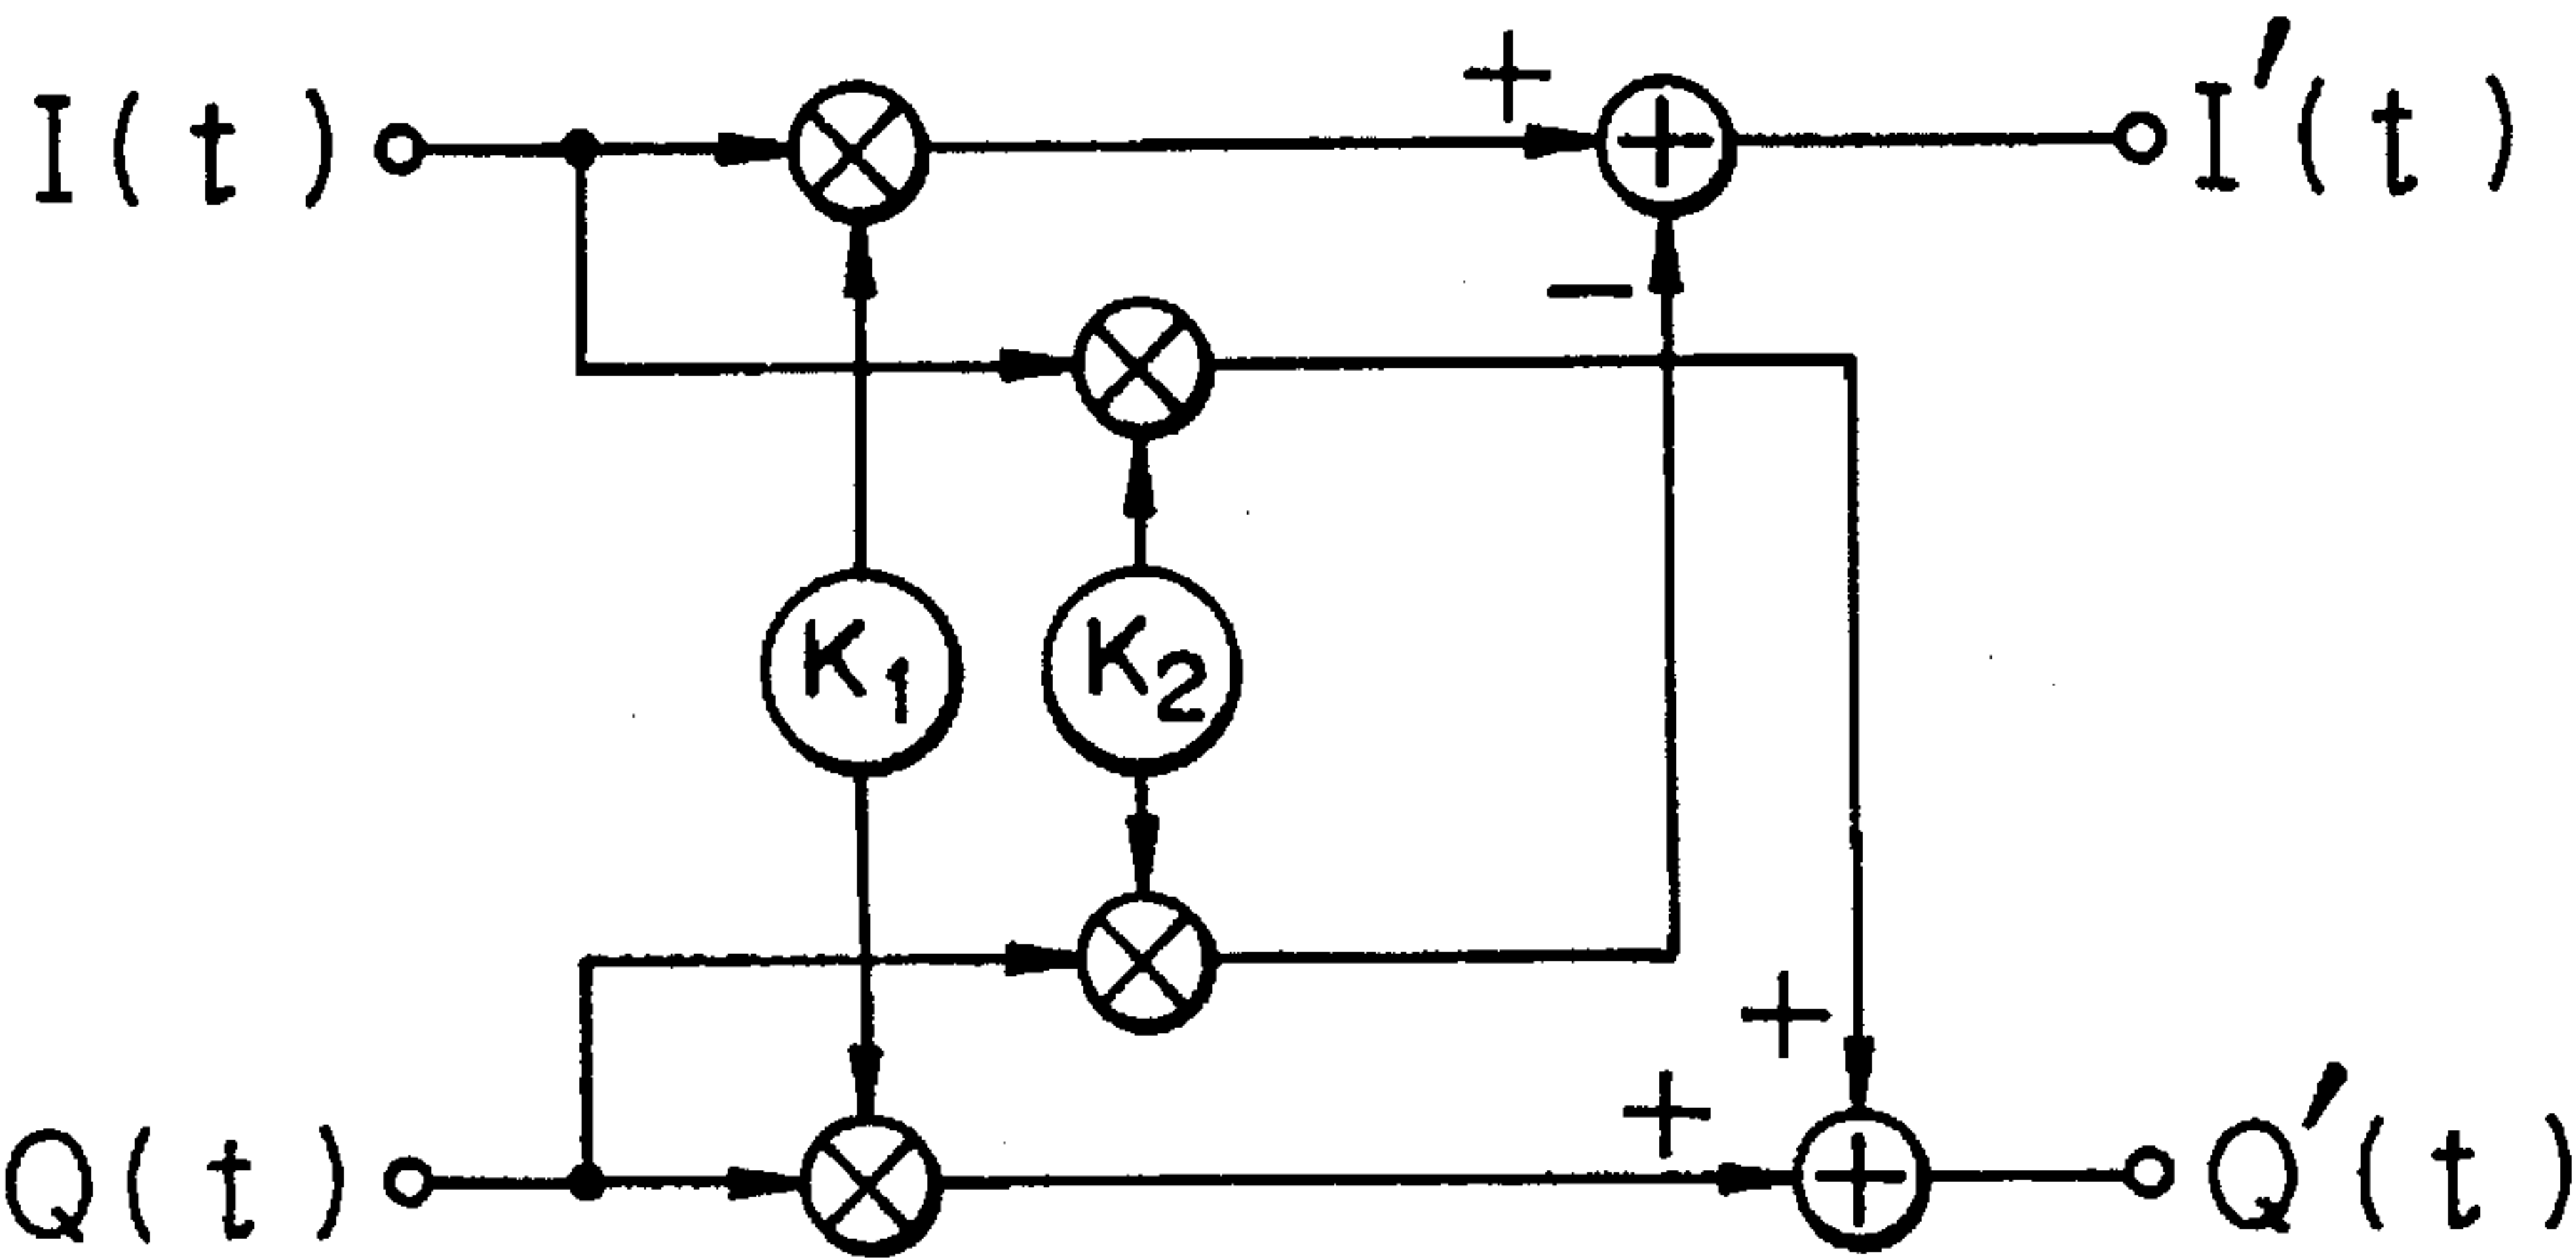 I(t) + I′(t)
−
K1 K2
+
+
Q(t) Q′(t)